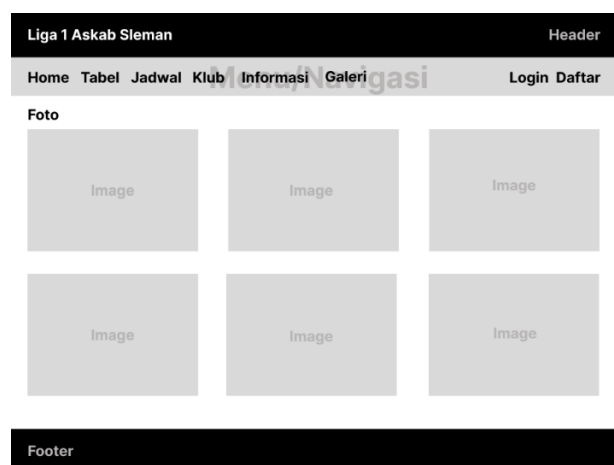 Liga 1 Askab Sleman Header
Menu/Navigasi
Home Tabel Jadwal Klub Informasi Galeri Login Daftar
Foto
Image Image Image
Image Image Image
Footer